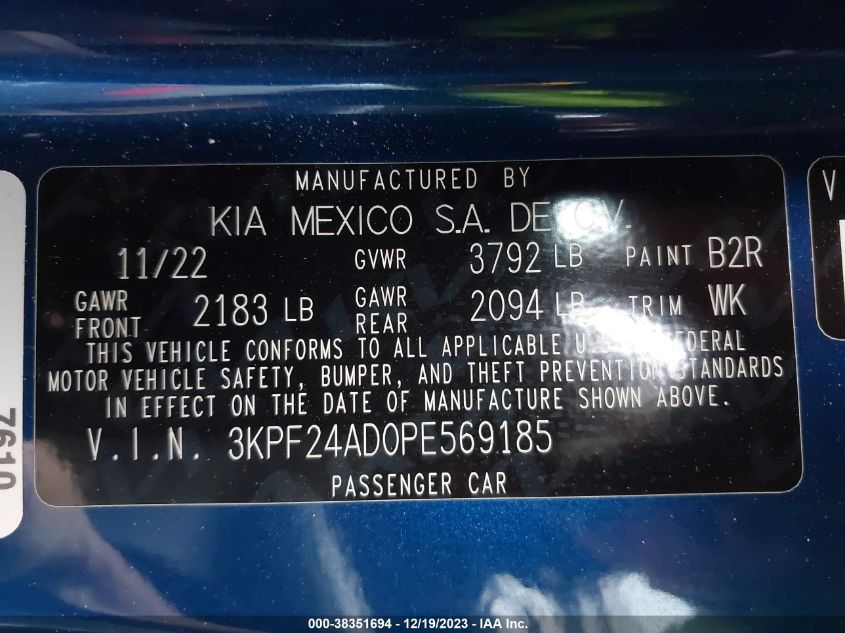 MANUFACTURED BY
KIA MEXICO S.A. DE C.V.
11/22 GVWR 3792 LB PAINT B2R
GAWR FRONT 2183 LB GAWR REAR 2094 LB TRIM WK
THIS VEHICLE CONFORMS TO ALL APPLICABLE U.S. FEDERAL
MOTOR VEHICLE SAFETY, BUMPER, AND THEFT PREVENTION STANDARDS
IN EFFECT ON THE DATE OF MANUFACTURE SHOWN ABOVE.
V.I.N. 3KPF24AD0PE569185
PASSENGER CAR
V
000-38351694 - 12/19/2023 - IAA Inc.